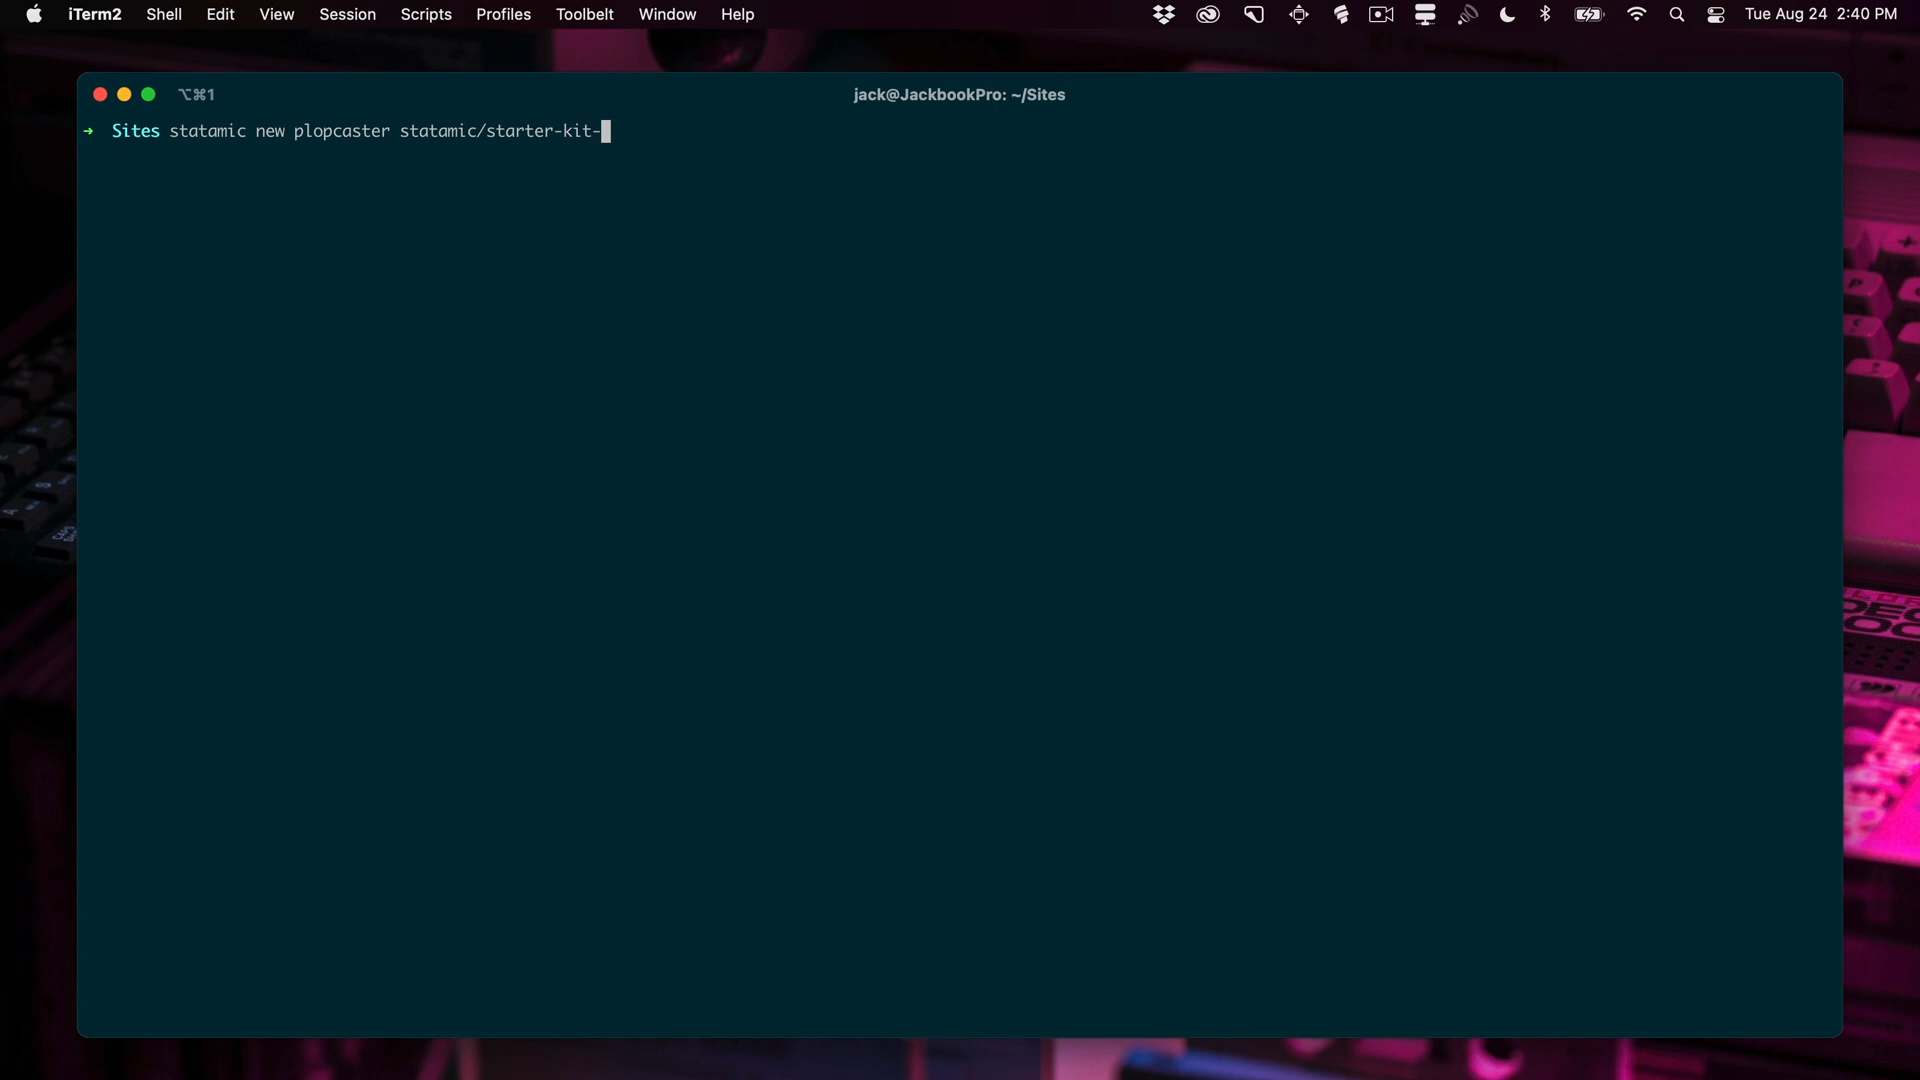 iTerm2 Shell Edit View Session Scripts Profiles Toolbelt Window Help Tue Aug 24 2:40 PM
⌥⌘1 jack@JackbookPro: ~/Sites
➜ Sites statamic new plopcaster statamic/starter-kit-